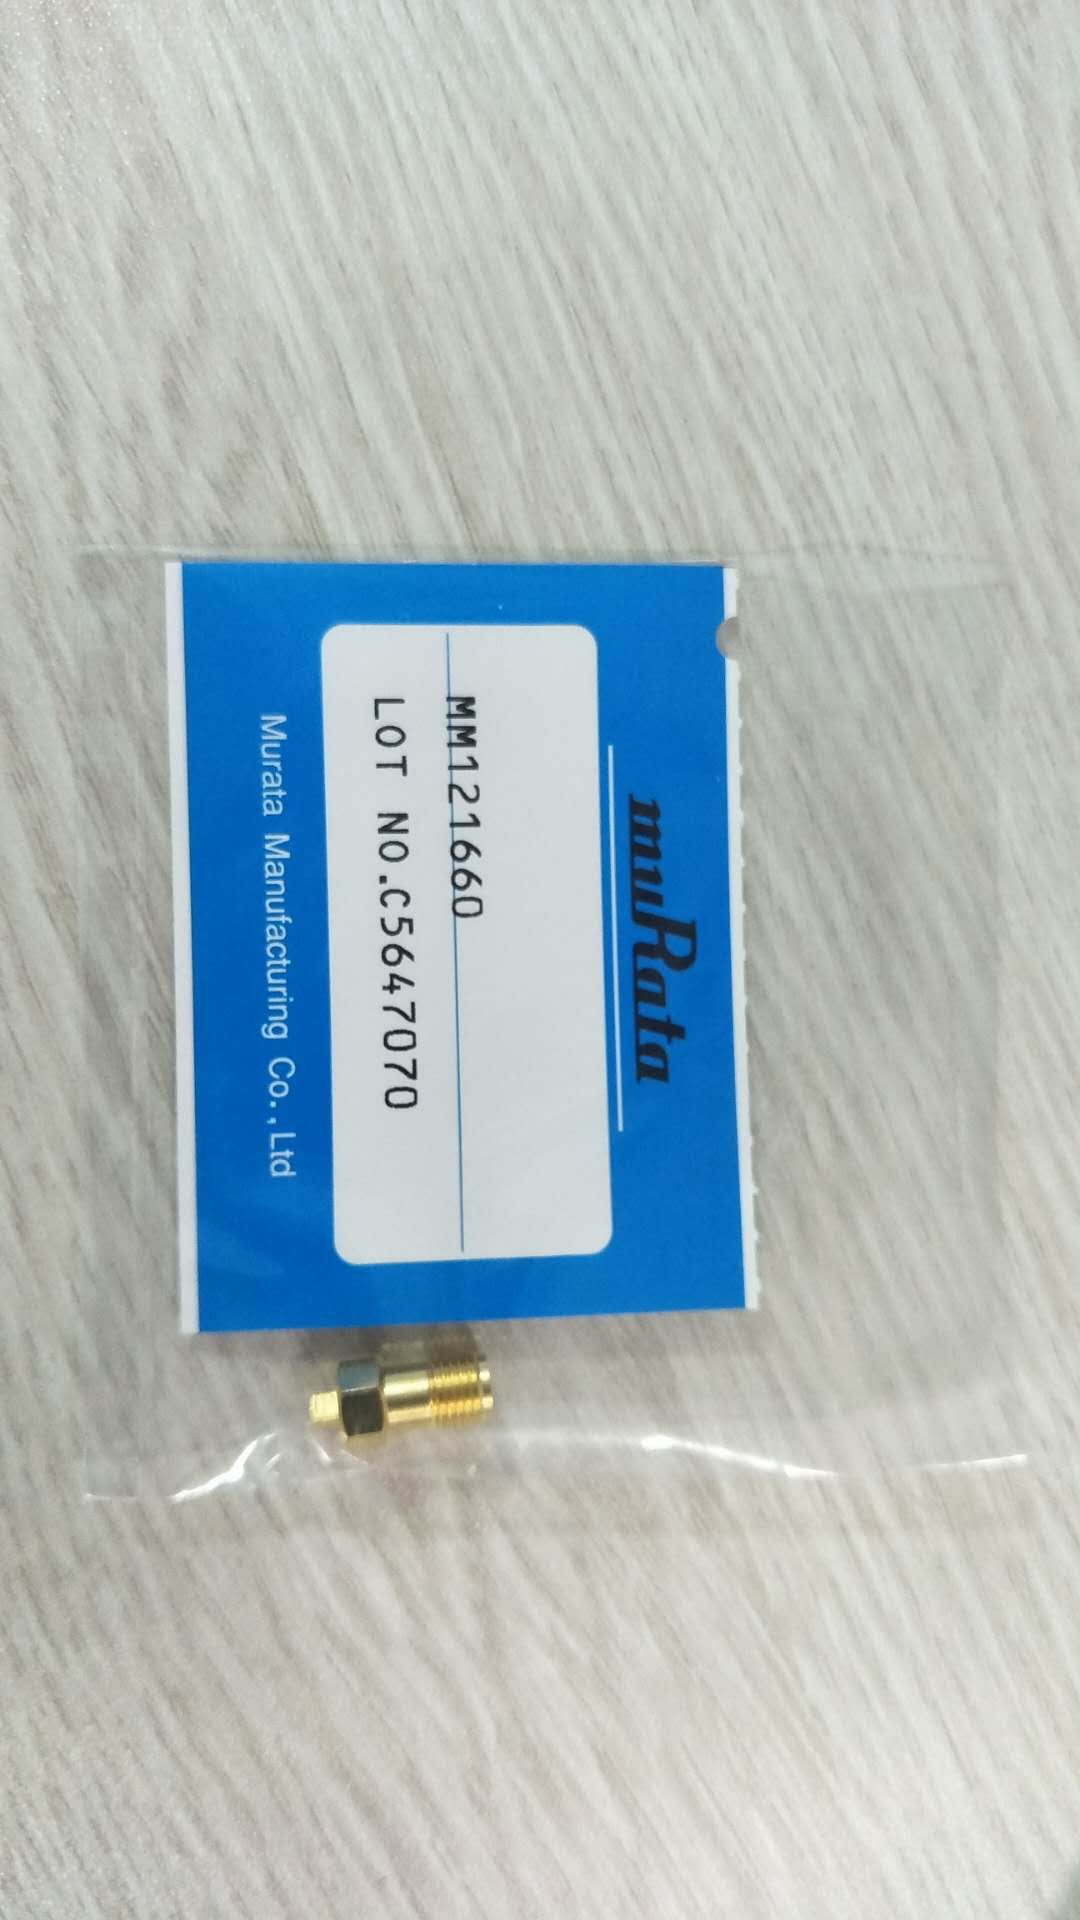 muRata
MM121660
LOT NO.C5647070
Murata Manufacturing Co.,Ltd